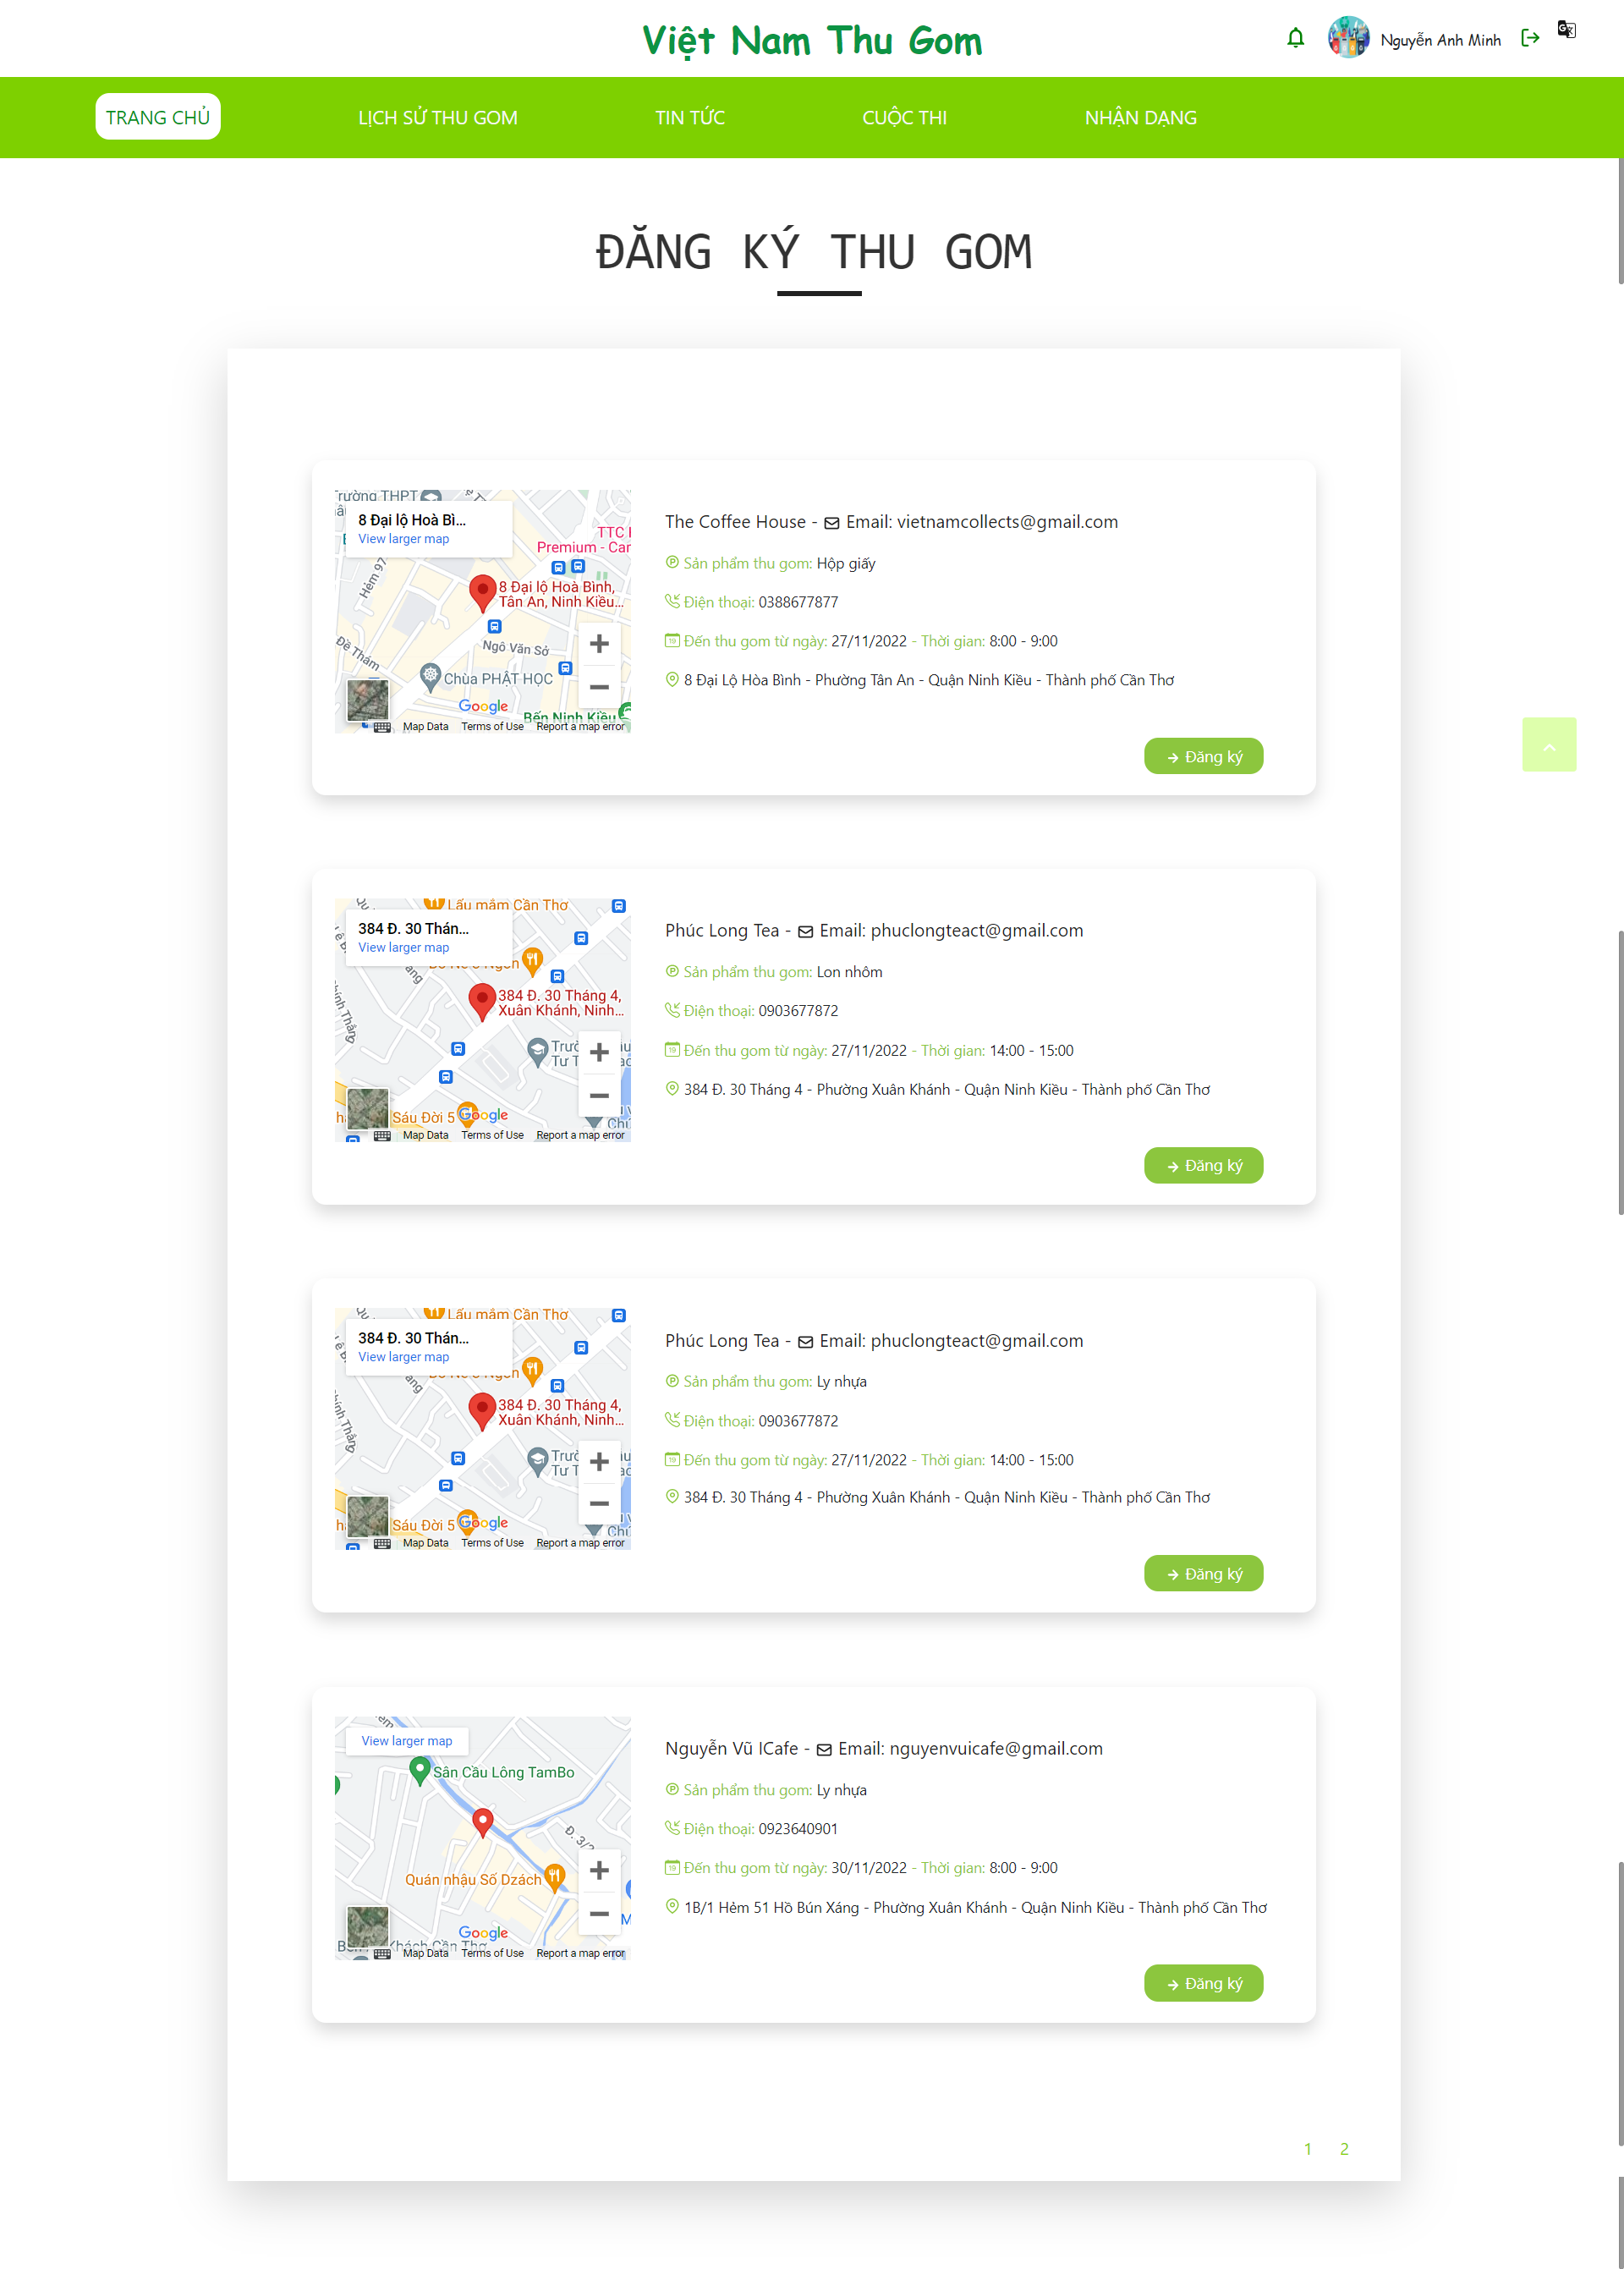 Việt Nam Thu Gom
Nguyễn Anh Minh
TRANG CHỦ
LỊCH SỬ THU GOM
TIN TỨC
CUỘC THI
NHẬN DẠNG
ĐĂNG KÝ THU GOM
Trường THPT
8 Đại lộ Hoà Bì...
View larger map
Hẻm 97
TTC
Premium - Car
8 Đại lộ Hoà Bình,
Tân An, Ninh Kiều...
Ngô Văn Sở
Đề Thám
Chùa PHẬT HỌC
Google
Bến Ninh Kiều
Map Data Terms of Use Report a map error
The Coffee House - Email: vietnamcollects@gmail.com
Sản phẩm thu gom: Hộp giấy
Điện thoại: 0388677877
Đến thu gom từ ngày: 27/11/2022 - Thời gian: 8:00 - 9:00
8 Đại Lộ Hòa Bình - Phường Tân An - Quận Ninh Kiều - Thành phố Cần Thơ
Đăng ký
Lẩu mắm Cần Thơ
384 Đ. 30 Thán...
View larger map
384 Đ. 30 Tháng 4,
Xuân Khánh, Ninh...
Sáu Đời 5
Google
Map Data Terms of Use Report a map error
Phúc Long Tea - Email: phuclongteact@gmail.com
Sản phẩm thu gom: Lon nhôm
Điện thoại: 0903677872
Đến thu gom từ ngày: 27/11/2022 - Thời gian: 14:00 - 15:00
384 Đ. 30 Tháng 4 - Phường Xuân Khánh - Quận Ninh Kiều - Thành phố Cần Thơ
Đăng ký
Lẩu mắm Cần Thơ
384 Đ. 30 Thán...
View larger map
384 Đ. 30 Tháng 4,
Xuân Khánh, Ninh...
Sáu Đời 5
Google
Map Data Terms of Use Report a map error
Phúc Long Tea - Email: phuclongteact@gmail.com
Sản phẩm thu gom: Ly nhựa
Điện thoại: 0903677872
Đến thu gom từ ngày: 27/11/2022 - Thời gian: 14:00 - 15:00
384 Đ. 30 Tháng 4 - Phường Xuân Khánh - Quận Ninh Kiều - Thành phố Cần Thơ
Đăng ký
View larger map
Sân Cầu Lông TamBo
Đ. 3/2
Quán nhậu Số Dzách
Google
Map Data Terms of Use Report a map error
Nguyễn Vũ ICafe - Email: nguyenvuicafe@gmail.com
Sản phẩm thu gom: Ly nhựa
Điện thoại: 0923640901
Đến thu gom từ ngày: 30/11/2022 - Thời gian: 8:00 - 9:00
1B/1 Hẻm 51 Hồ Bún Xáng - Phường Xuân Khánh - Quận Ninh Kiều - Thành phố Cần Thơ
Đăng ký
1 2